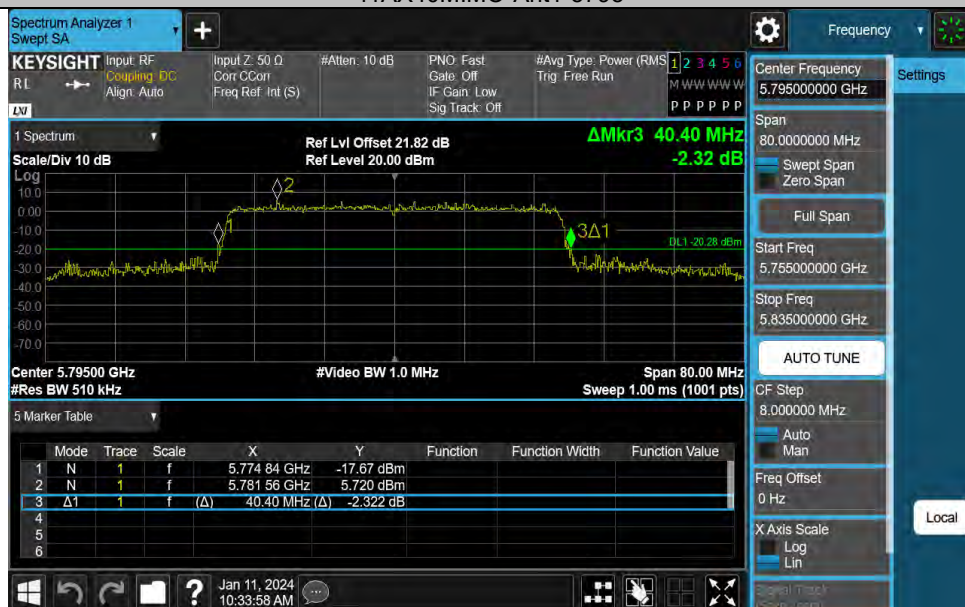 Spectrum Analyzer 1
Swept SA
Frequency
KEYSIGHT
RL
LXI
Input: RF
Coupling: DC
Align: Auto
Input Z: 50 Ω
Corr CCorr
Freq Ref: Int (S)
#Atten: 10 dB
PNO: Fast
Gate: Off
IF Gain: Low
Sig Track: Off
#Avg Type: Power (RMS
Trig: Free Run
1 2 3 4 5 6
M W W W W W
P P P P P P
1 Spectrum
Scale/Div 10 dB
Ref Lvl Offset 21.82 dB
Ref Level 20.00 dBm
ΔMkr3 40.40 MHz
-2.32 dB
Log
10.0
0.00
-10.0
-20.0
-30.0
-40.0
-50.0
-60.0
-70.0
2
1
3Δ1
DL1 -20.28 dBm
Center 5.79500 GHz
#Res BW 510 kHz
#Video BW 1.0 MHz
Span 80.00 MHz
Sweep 1.00 ms (1001 pts)
5 Marker Table
Mode Trace Scale X Y Function Function Width Function Value
1 N 1 f 5.774 84 GHz -17.67 dBm
2 N 1 f 5.781 56 GHz 5.720 dBm
3 Δ1 1 f (Δ) 40.40 MHz (Δ) -2.322 dB
4
5
6
Jan 11, 2024
10:33:58 AM
Center Frequency
5.795000000 GHz
Span
80.0000000 MHz
Swept Span
Zero Span
Full Span
Start Freq
5.755000000 GHz
Stop Freq
5.835000000 GHz
AUTO TUNE
CF Step
8.000000 MHz
Auto
Man
Freq Offset
0 Hz
X Axis Scale
Log
Lin
Signal Track
Settings
Local